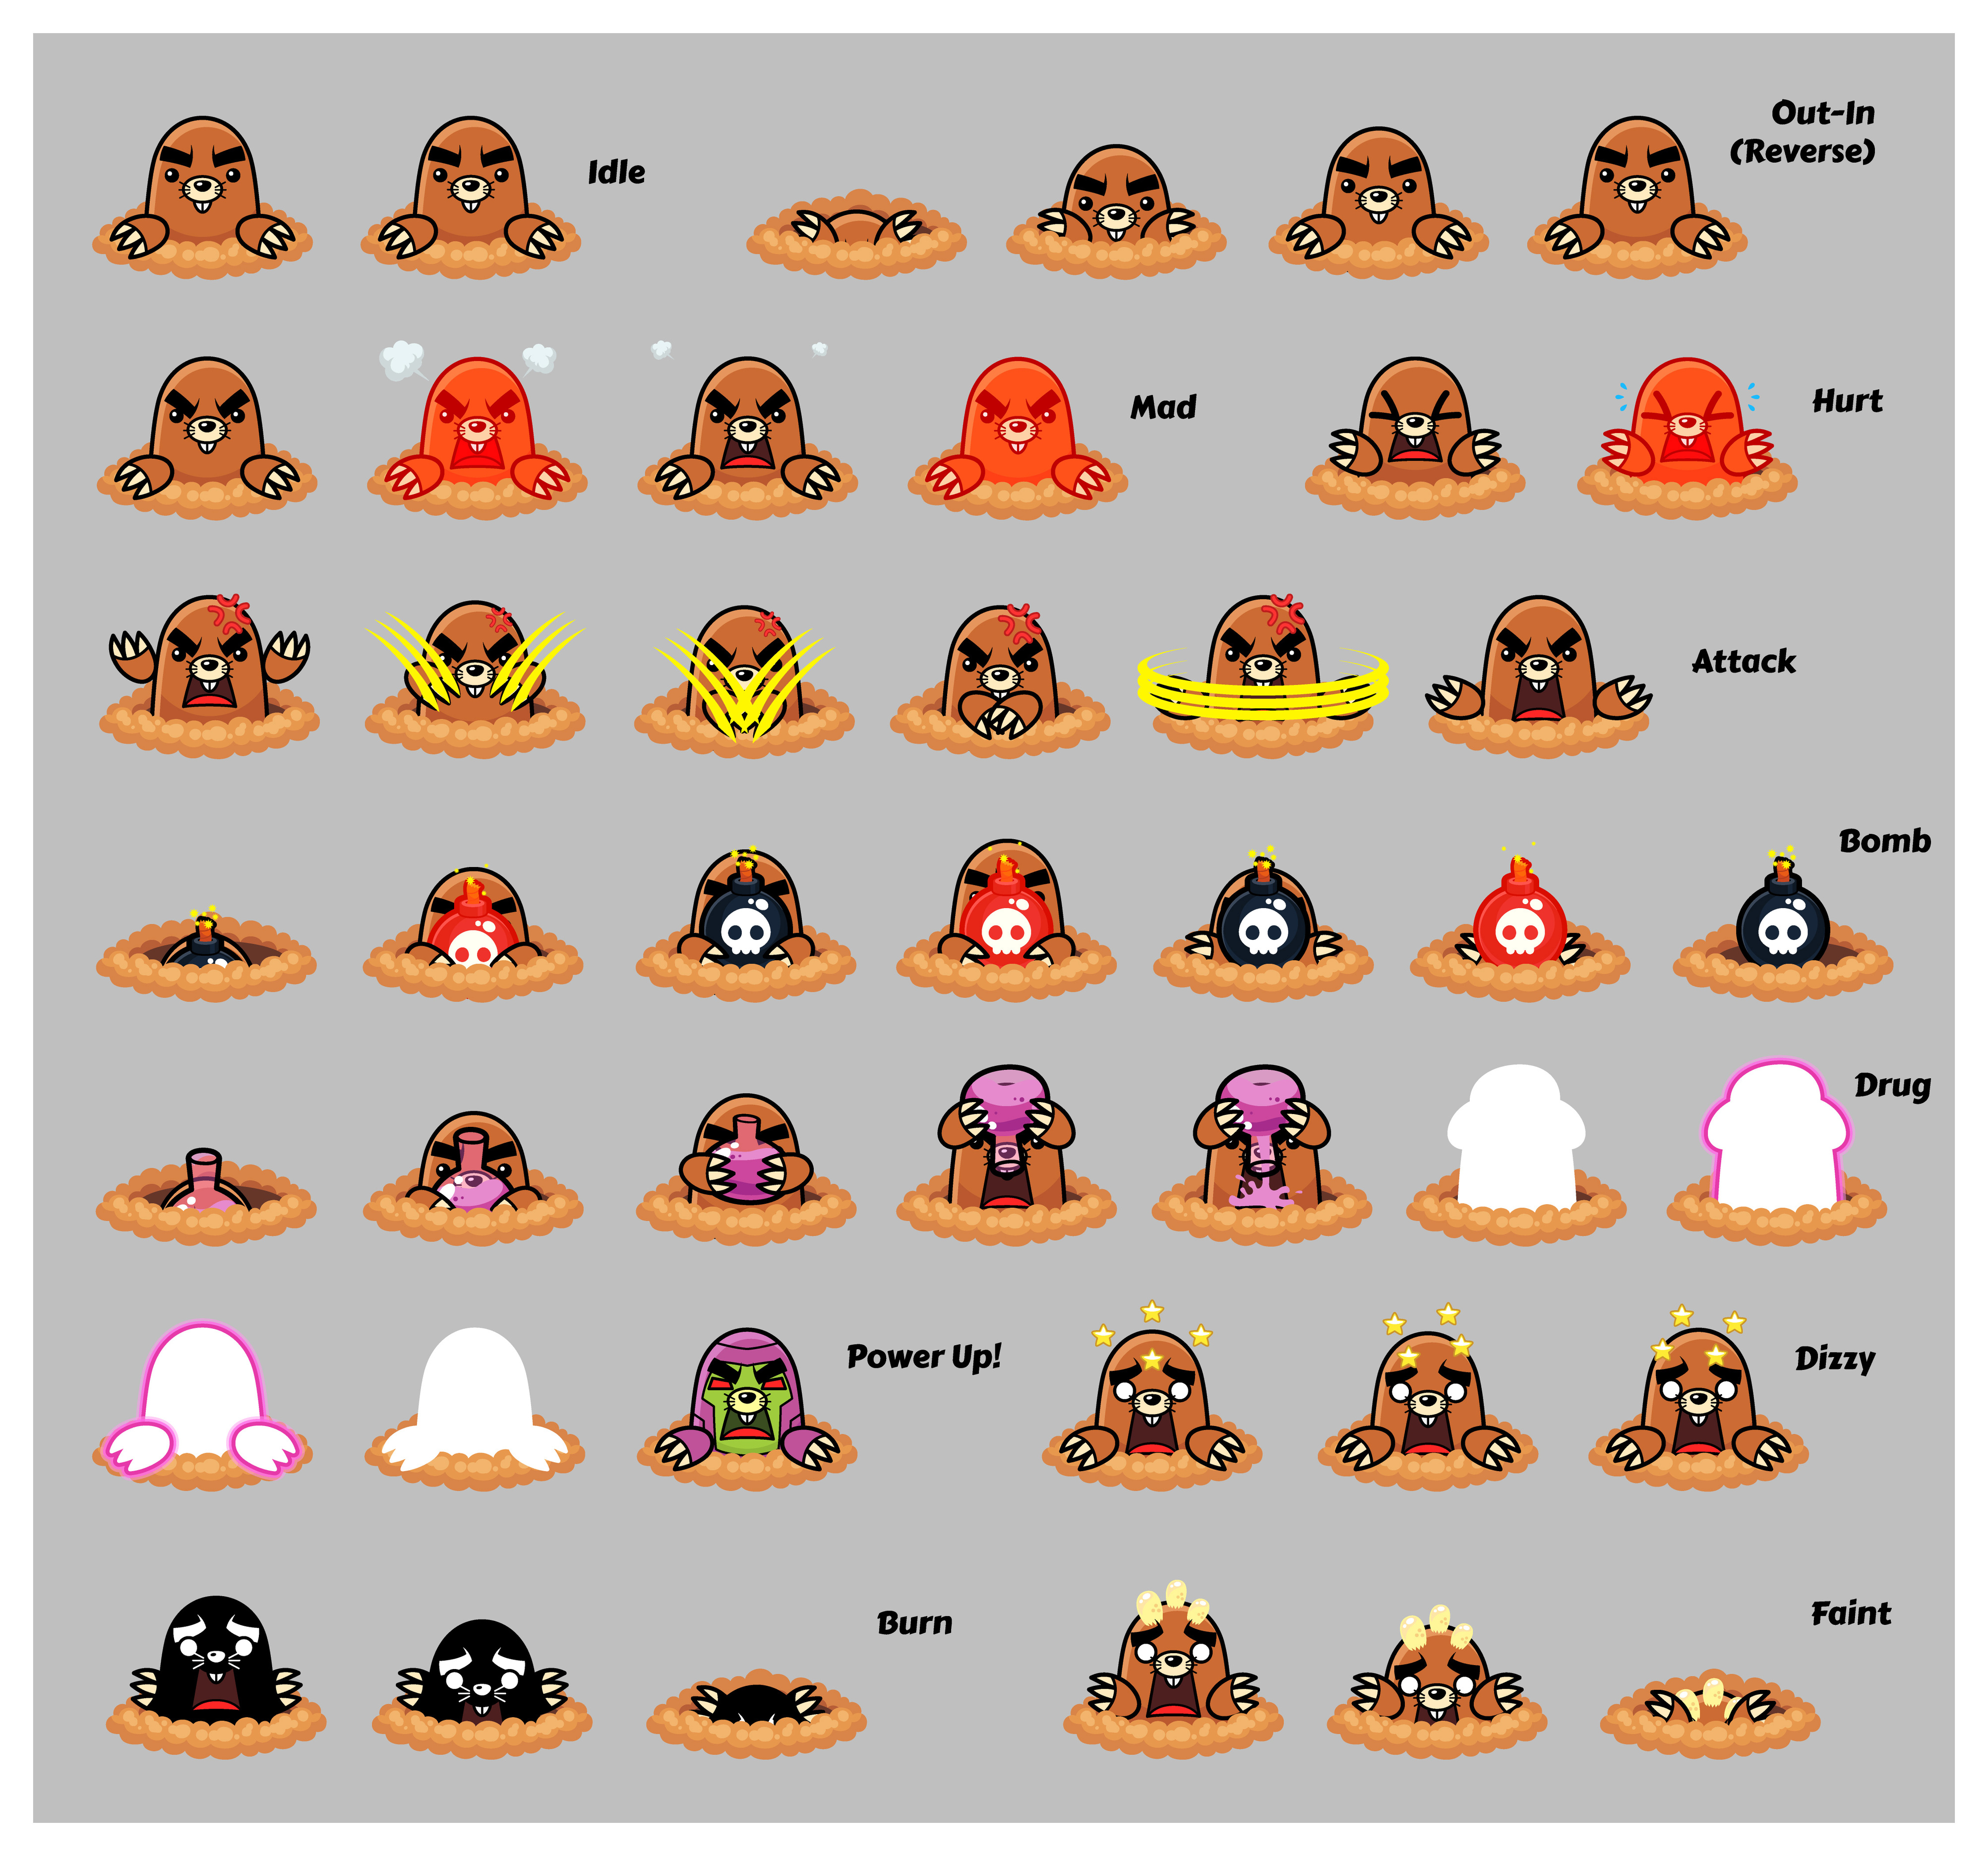 Idle
Out-In
(Reverse)
Mad
Hurt
Attack
Bomb
Drug
Power Up!
Dizzy
Burn
Faint